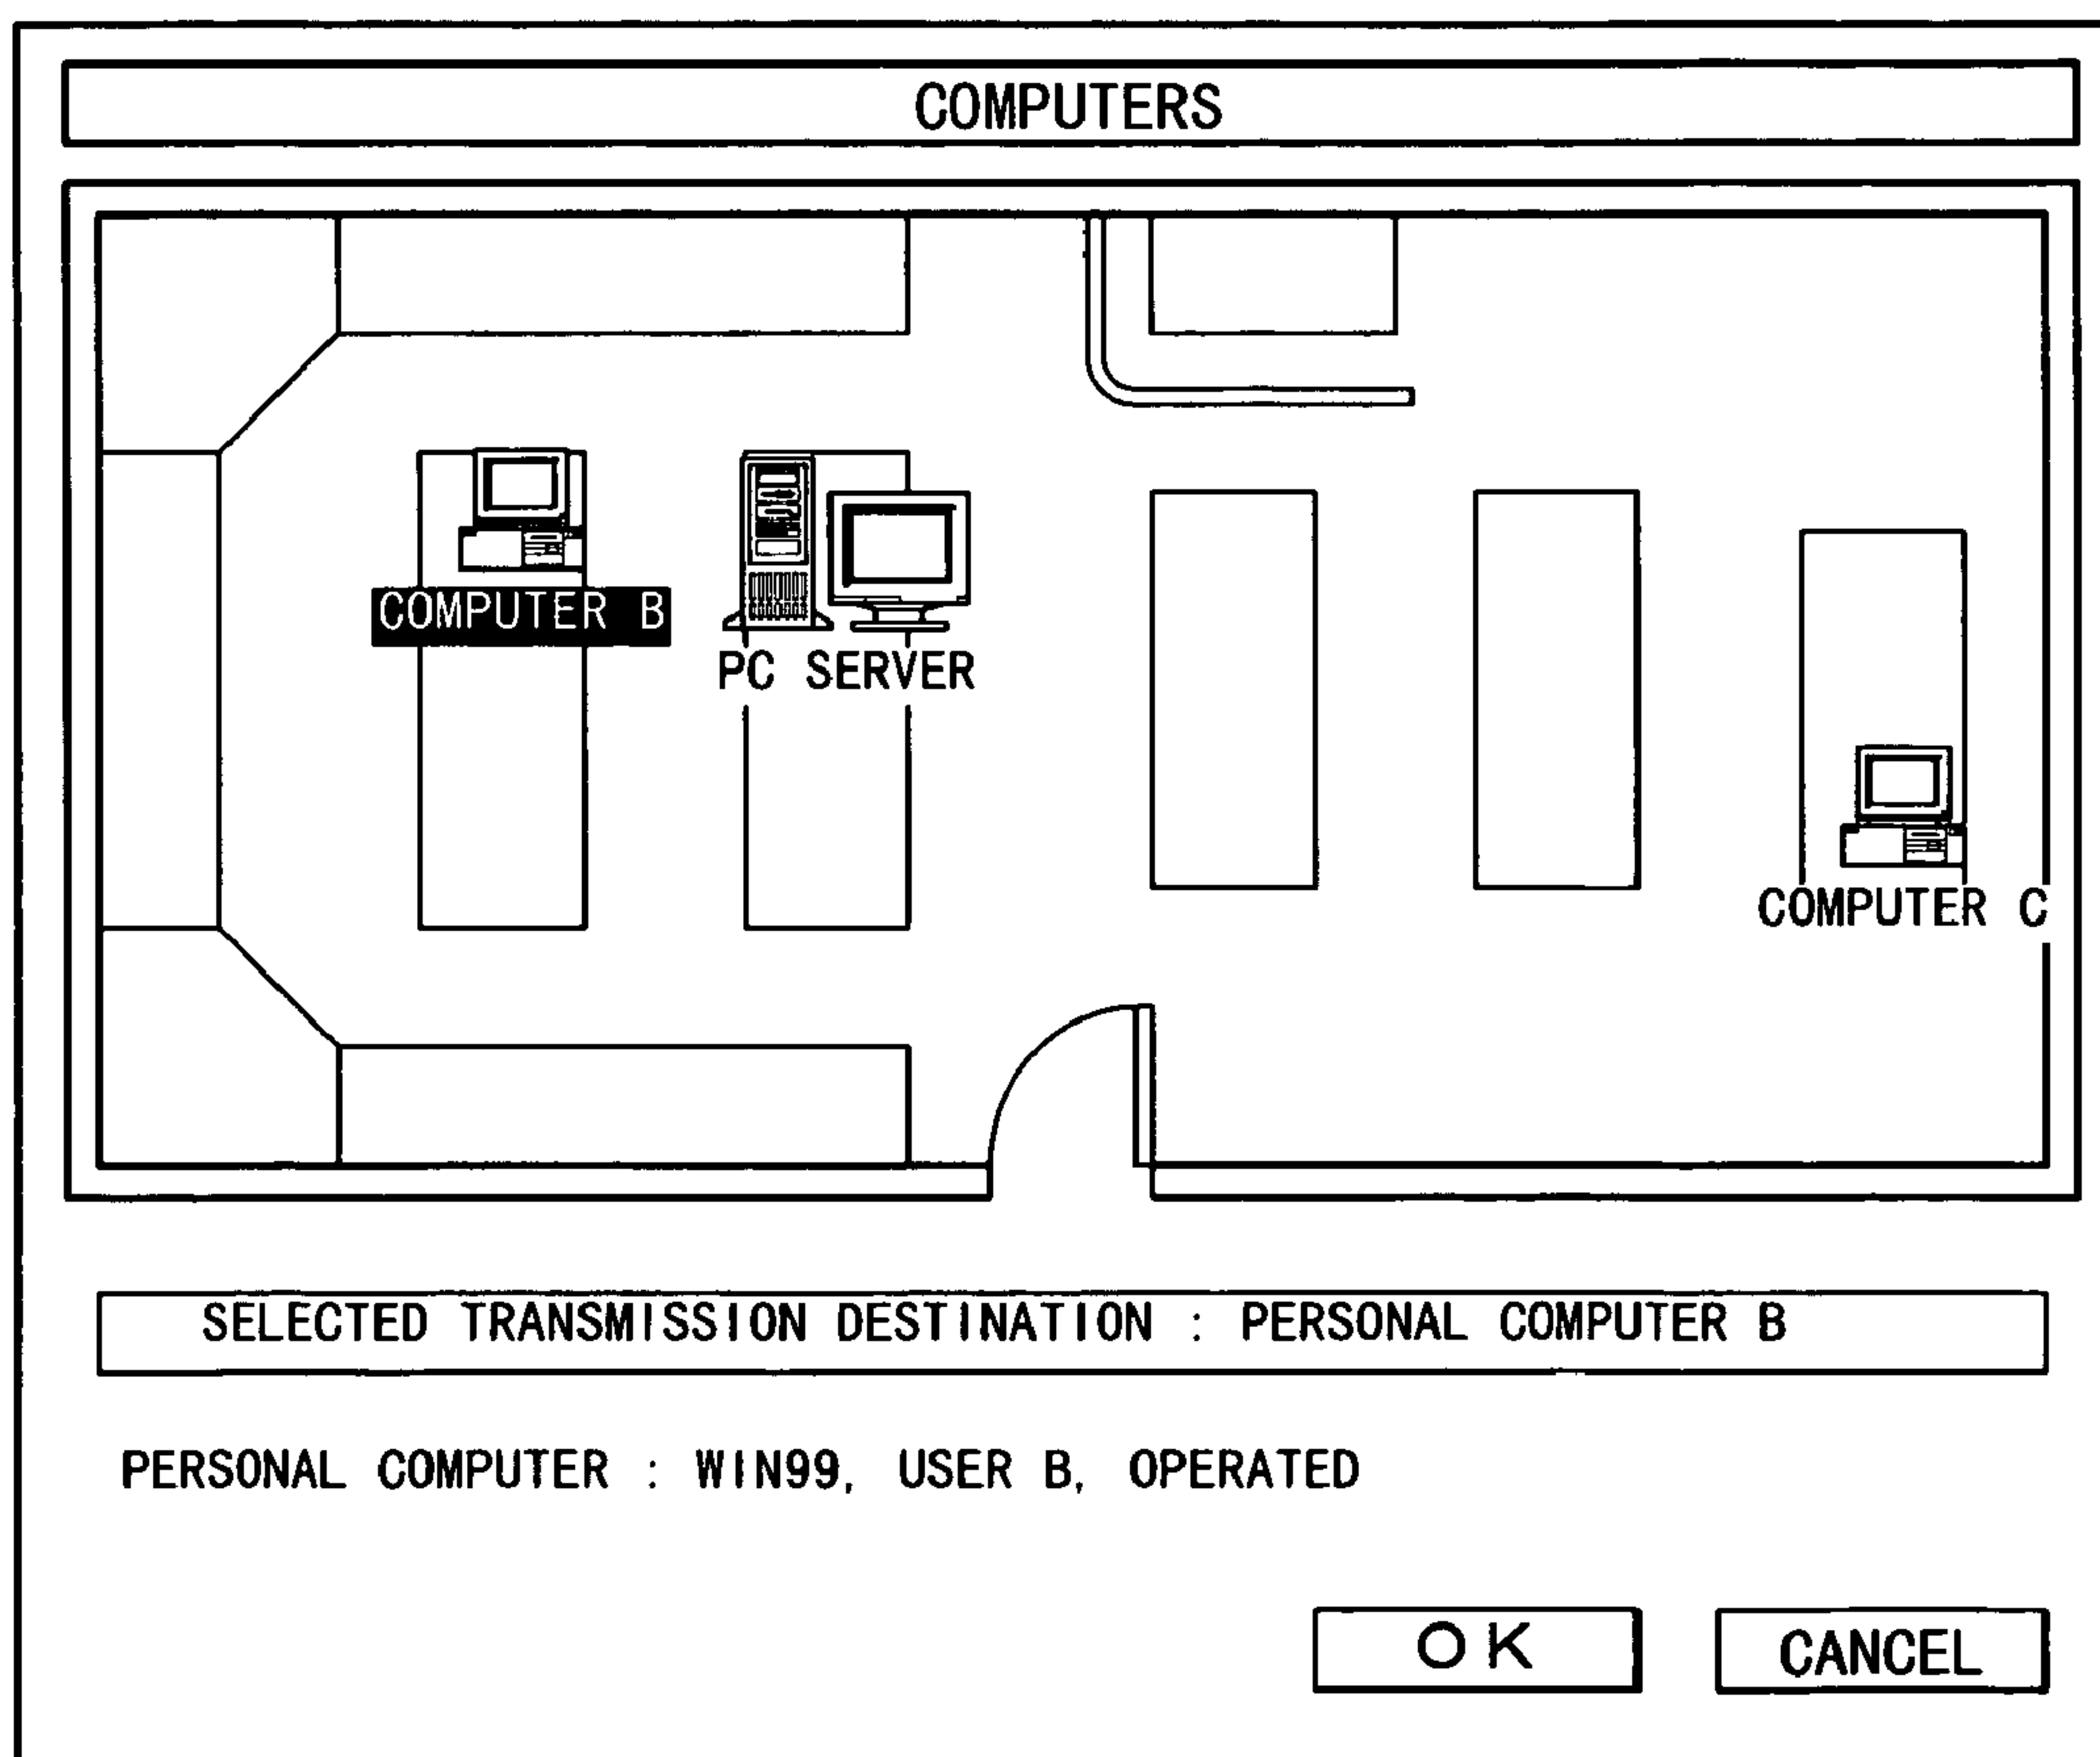 COMPUTERS
COMPUTER B
PC SERVER
COMPUTER C
SELECTED TRANSMISSION DESTINATION : PERSONAL COMPUTER B
PERSONAL COMPUTER : WIN99, USER B, OPERATED
OK
CANCEL